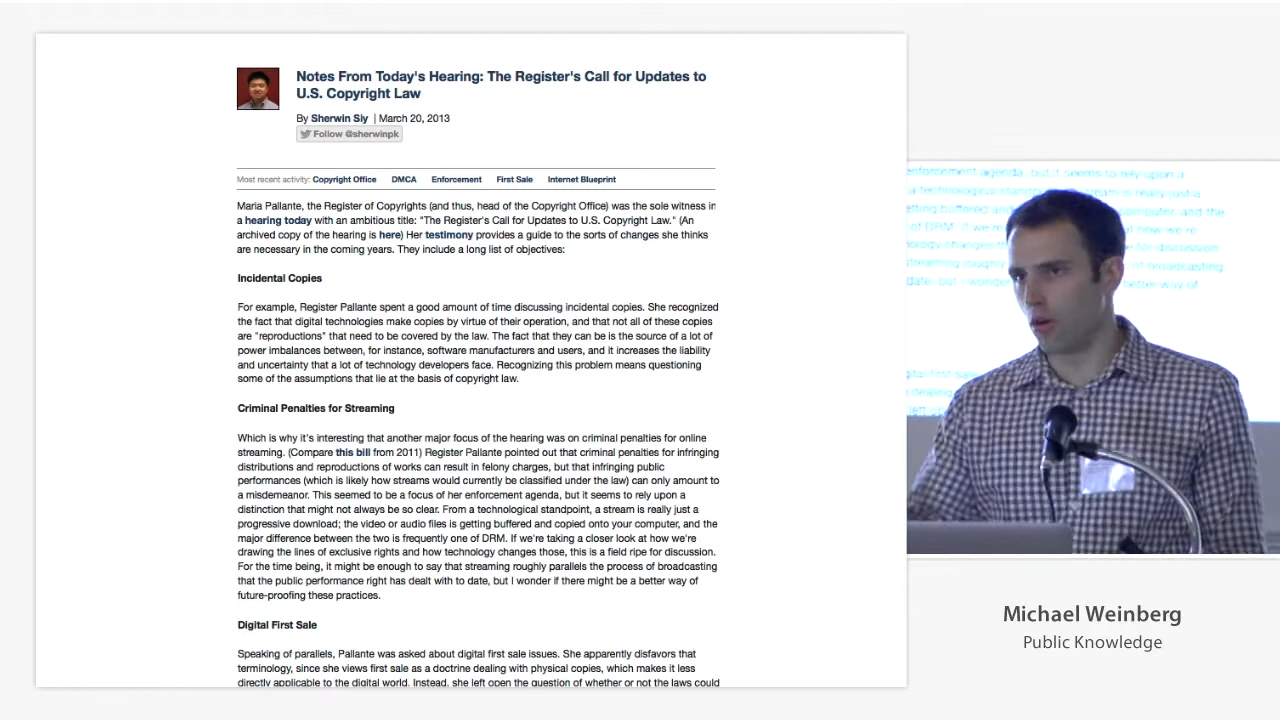 Notes From Today's Hearing: The Register's Call for Updates to
U.S. Copyright Law
By Sherwin Siy | March 20, 2013
Follow @sherwinpk
Most recent activity: Copyright Office DMCA Enforcement First Sale Internet Blueprint
Maria Pallante, the Register of Copyrights (and thus, head of the Copyright Office) was the sole witness in
a hearing today with an ambitious title: "The Register's Call for Updates to U.S. Copyright Law." (An
archived copy of the hearing is here) Her testimony provides a guide to the sorts of changes she thinks
are necessary in the coming years. They include a long list of objectives:
Incidental Copies
For example, Register Pallante spent a good amount of time discussing incidental copies. She recognized
the fact that digital technologies make copies by virtue of their operation, and that not all of these copies
are "reproductions" that need to be covered by the law. The fact that they can be is the source of a lot of
power imbalances between, for instance, software manufacturers and users, and it increases the liability
and uncertainty that a lot of technology developers face. Recognizing this problem means questioning
some of the assumptions that lie at the basis of copyright law.
Criminal Penalties for Streaming
Which is why it's interesting that another major focus of the hearing was on criminal penalties for online
streaming. (Compare this bill from 2011) Register Pallante pointed out that criminal penalties for infringing
distributions and reproductions of works can result in felony charges, but that infringing public
performances (which is likely how streams would currently be classified under the law) can only amount to
a misdemeanor. This seemed to be a focus of her enforcement agenda, but it seems to rely upon a
distinction that might not always be so clear. From a technological standpoint, a stream is really just a
progressive download; the video or audio files is getting buffered and copied onto your computer, and the
major difference between the two is frequently one of DRM. If we're taking a closer look at how we're
drawing the lines of exclusive rights and how technology changes those, this is a field ripe for discussion.
For the time being, it might be enough to say that streaming roughly parallels the process of broadcasting
that the public performance right has dealt with to date, but I wonder if there might be a better way of
future-proofing these practices.
Digital First Sale
Speaking of parallels, Pallante was asked about digital first sale issues. She apparently disfavors that
terminology, since she views first sale as a doctrine dealing with physical copies, which makes it less
directly applicable to the digital world. Instead, she left open the question of whether or not the laws could
Michael Weinberg
Public Knowledge